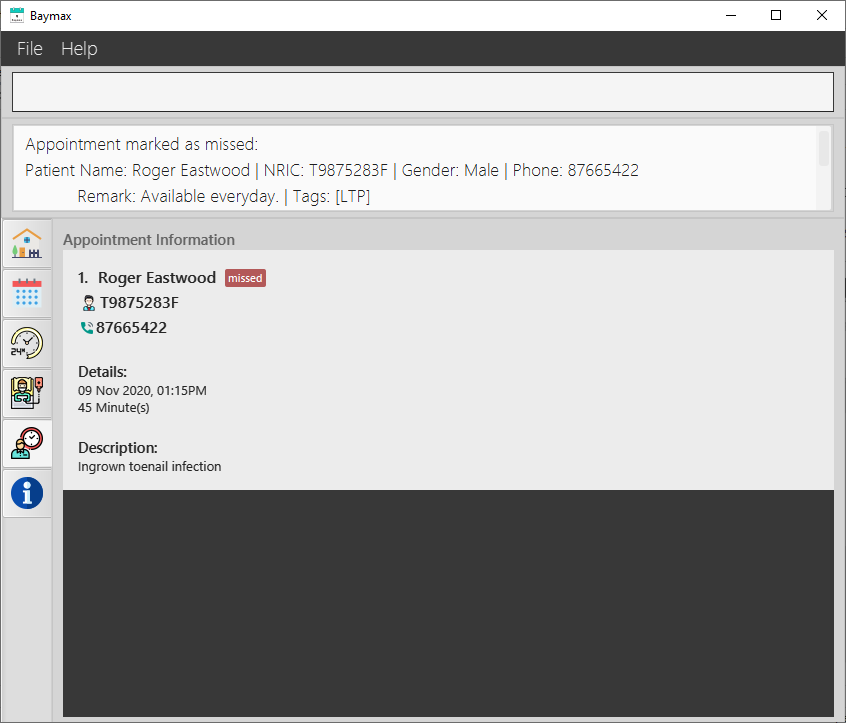 Baymax
File Help
Appointment marked as missed:
Patient Name: Roger Eastwood | NRIC: T9875283F | Gender: Male | Phone: 87665422
Remark: Available everyday. | Tags: [LTP]
Appointment Information
1. Roger Eastwood missed
T9875283F
87665422
24
Details:
09 Nov 2020, 01:15PM
45 Minute(s)
Description:
Ingrown toenail infection